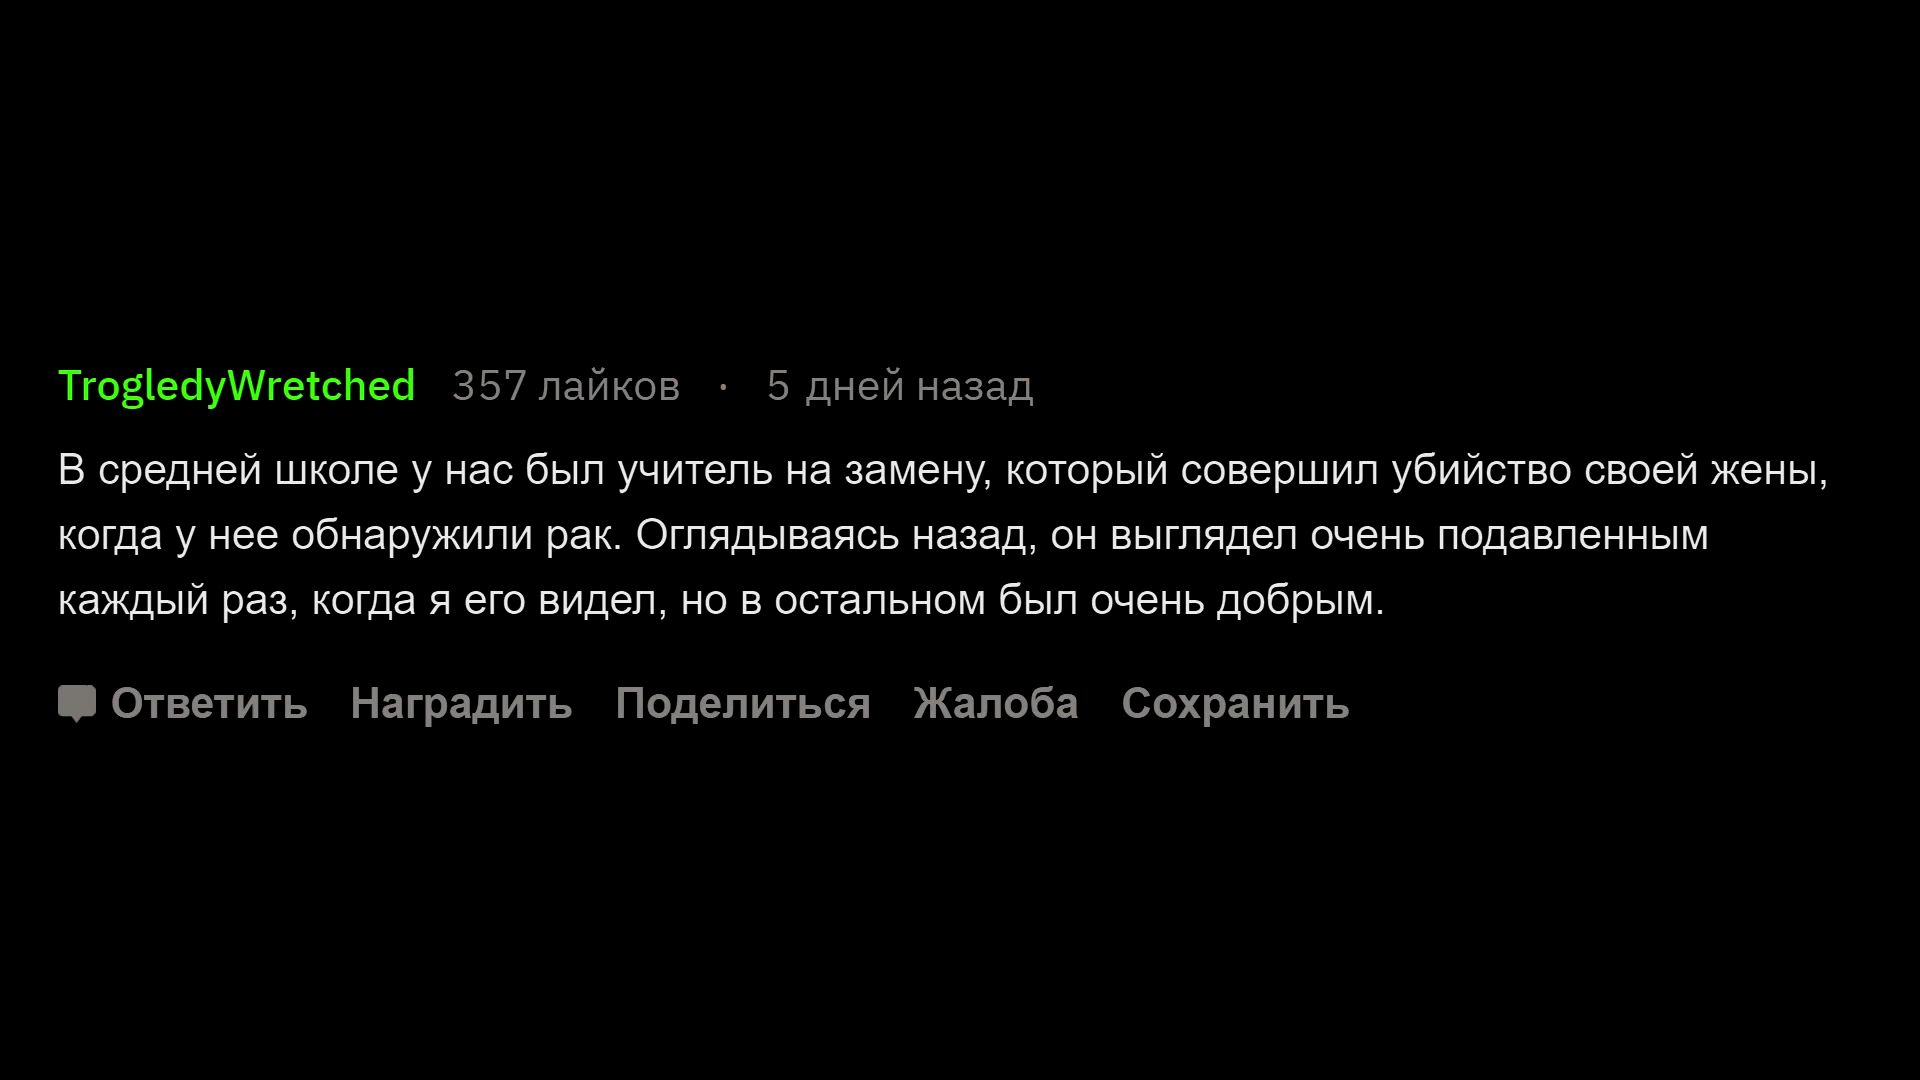 TrogledyWretched 357 лайков · 5 дней назад
В средней школе у нас был учитель на замену, который совершил убийство своей жены,
когда у нее обнаружили рак. Оглядываясь назад, он выглядел очень подавленным
каждый раз, когда я его видел, но в остальном был очень добрым.
Ответить Наградить Поделиться Жалоба Сохранить